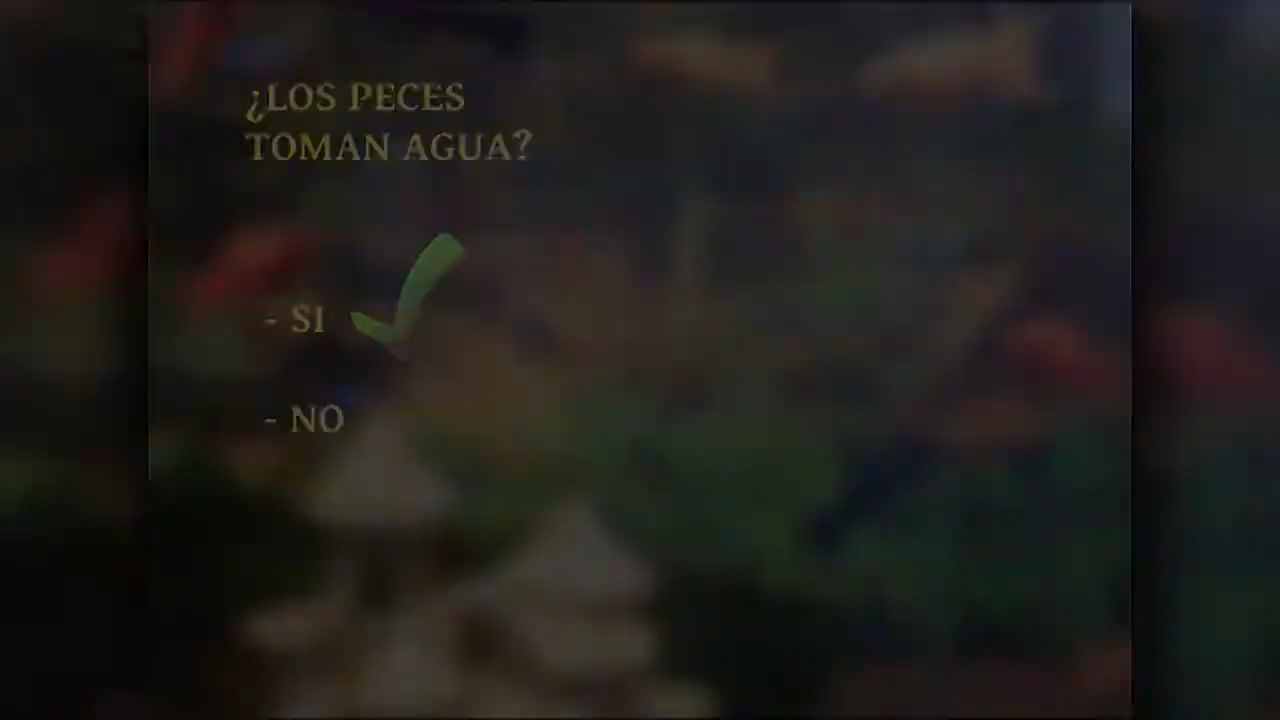 ¿LOS PECES
TOMAN AGUA?
- SI
- NO